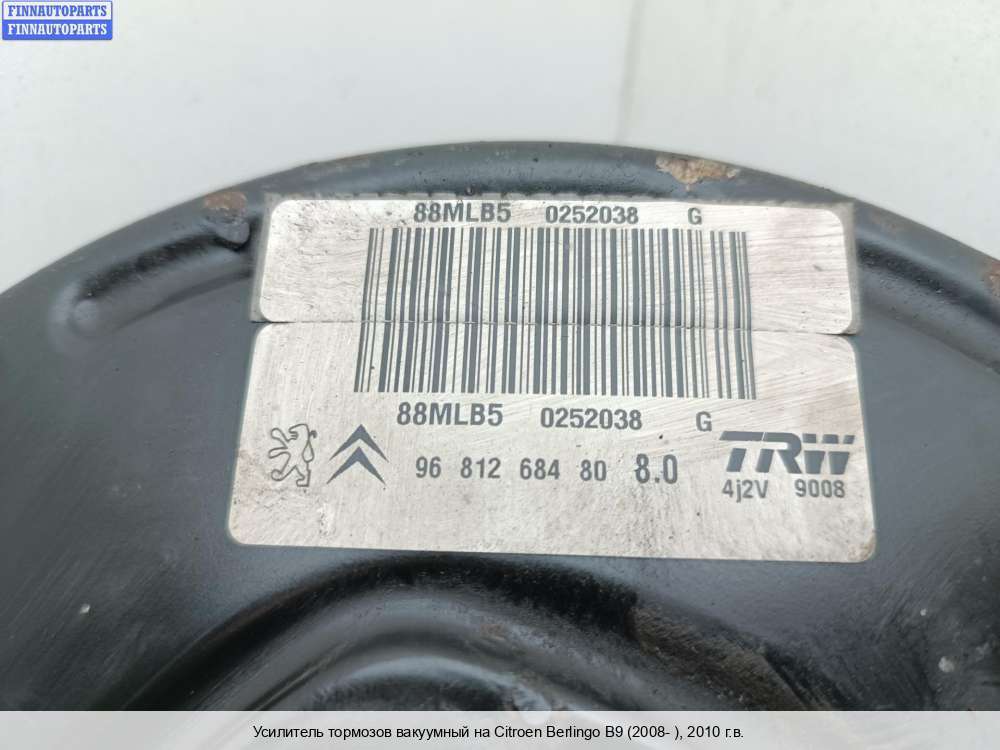 FINNAUTOPARTS
FINNAUTOPARTS
88MLB5 0252038 G
88MLB5 0252038 G
96 812 684 80 8.0
TRW
4j2V 9008
Усилитель тормозов вакуумный на Citroen Berlingo B9 (2008- ), 2010 г.в.